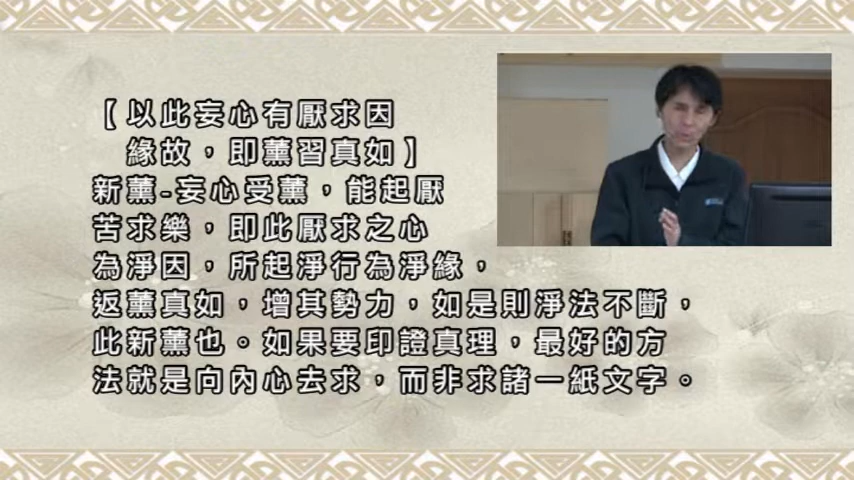 【以此妄心有厭求因
緣故，即薰習真如】
新薰-妄心受薰，能起厭
苦求樂，即此厭求之心
為淨因，所起淨行為淨緣，
返薰真如，增其勢力，如是則淨法不斷，
此新薰也。如果要印證真理，最好的方
法就是向內心去求，而非求諸一紙文字。